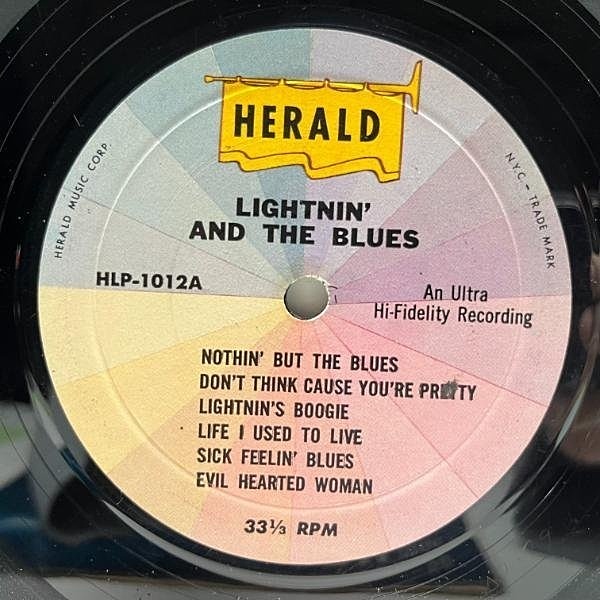 HERALD
HERALD MUSIC CORP.
N.Y.C. - TRADE MARK
LIGHTNIN'
AND THE BLUES
HLP-1012A
An Ultra
Hi-Fidelity Recording
NOTHIN' BUT THE BLUES
DON'T THINK CAUSE YOU'RE PRETTY
LIGHTNIN'S BOOGIE
LIFE I USED TO LIVE
SICK FEELIN' BLUES
EVIL HEARTED WOMAN
33⅓ RPM